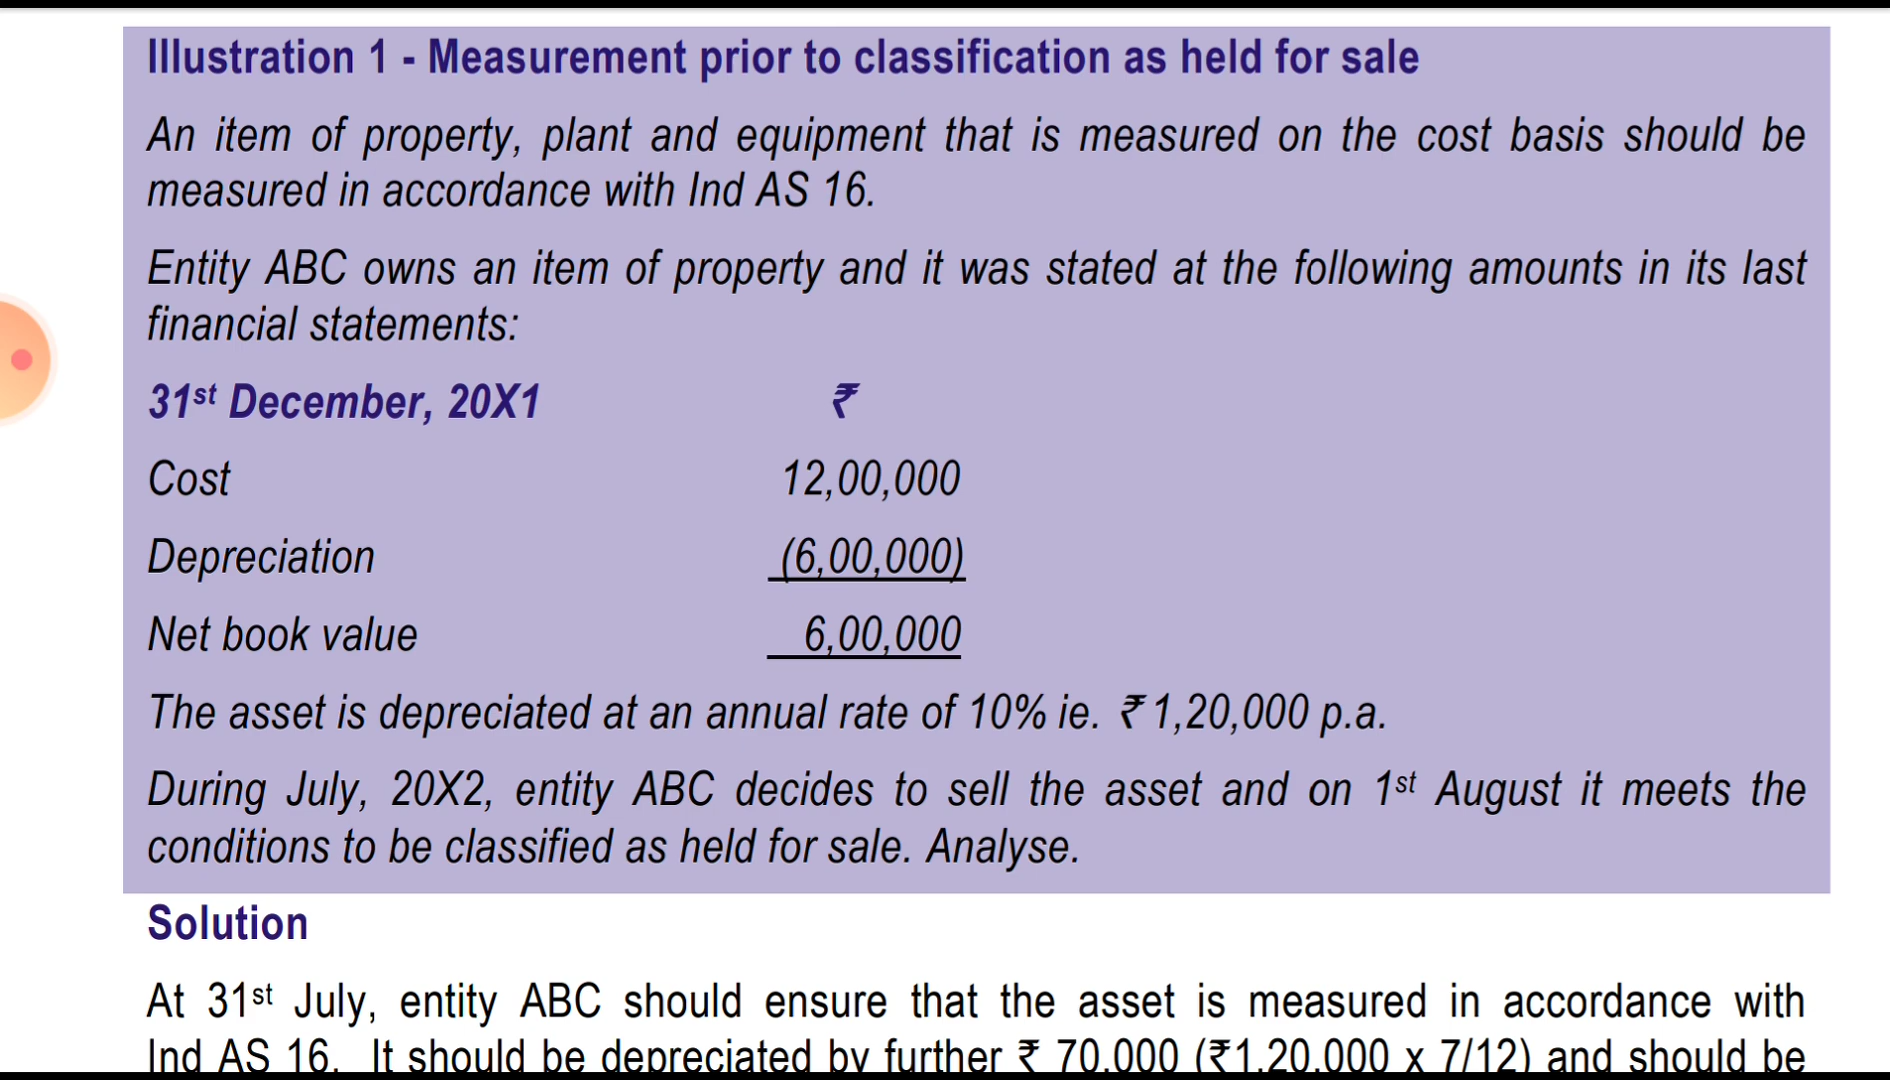 Illustration 1 - Measurement prior to classification as held for sale
An item of property, plant and equipment that is measured on the cost basis should be
measured in accordance with Ind AS 16.
Entity ABC owns an item of property and it was stated at the following amounts in its last
financial statements:
31st December, 20X1 ₹
Cost 12,00,000
Depreciation (6,00,000)
Net book value 6,00,000
The asset is depreciated at an annual rate of 10% ie. ₹ 1,20,000 p.a.
During July, 20X2, entity ABC decides to sell the asset and on 1st August it meets the
conditions to be classified as held for sale. Analyse.
Solution
At 31st July, entity ABC should ensure that the asset is measured in accordance with
Ind AS 16. It should be depreciated by further ₹ 70,000 (₹1,20,000 x 7/12) and should be